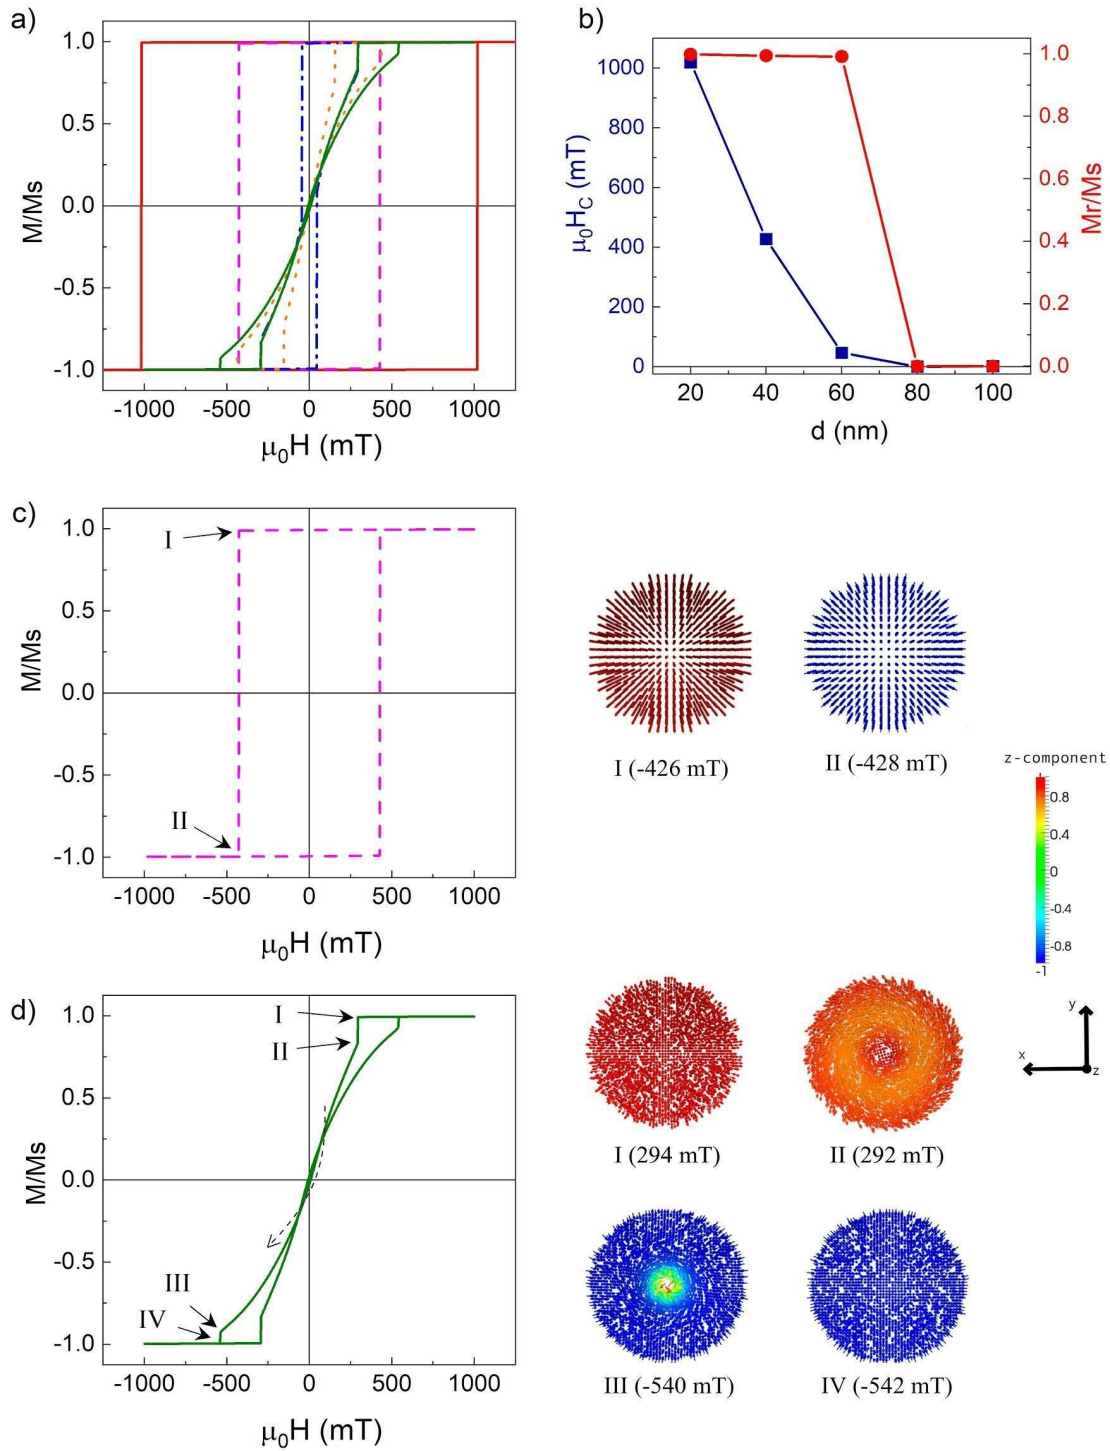 a)
1.0
0.5
0.0
-0.5
-1.0
M/Ms
-1000 -500 0 500 1000
μ0H (mT)
b)
1000
800
600
400
200
0
μ0HC (mT)
1.0
0.8
0.6
0.4
0.2
0.0
Mr/Ms
20 40 60 80 100
d (nm)
c)
1.0
0.5
0.0
-0.5
-1.0
M/Ms
I
II
-1000 -500 0 500 1000
μ0H (mT)
I (-426 mT)
II (-428 mT)
z-component
0.8
0.4
0
-0.4
-0.8
-1
y
x
z
d)
1.0
0.5
0.0
-0.5
-1.0
M/Ms
I
II
III
IV
-1000 -500 0 500 1000
μ0H (mT)
I (294 mT)
II (292 mT)
III (-540 mT)
IV (-542 mT)